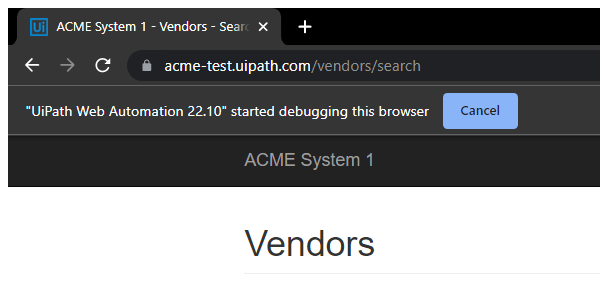 Ui ACME System 1 - Vendors - Sear
acme-test.uipath.com/vendors/search
"UiPath Web Automation 22.10" started debugging this browser Cancel
ACME System 1
Vendors